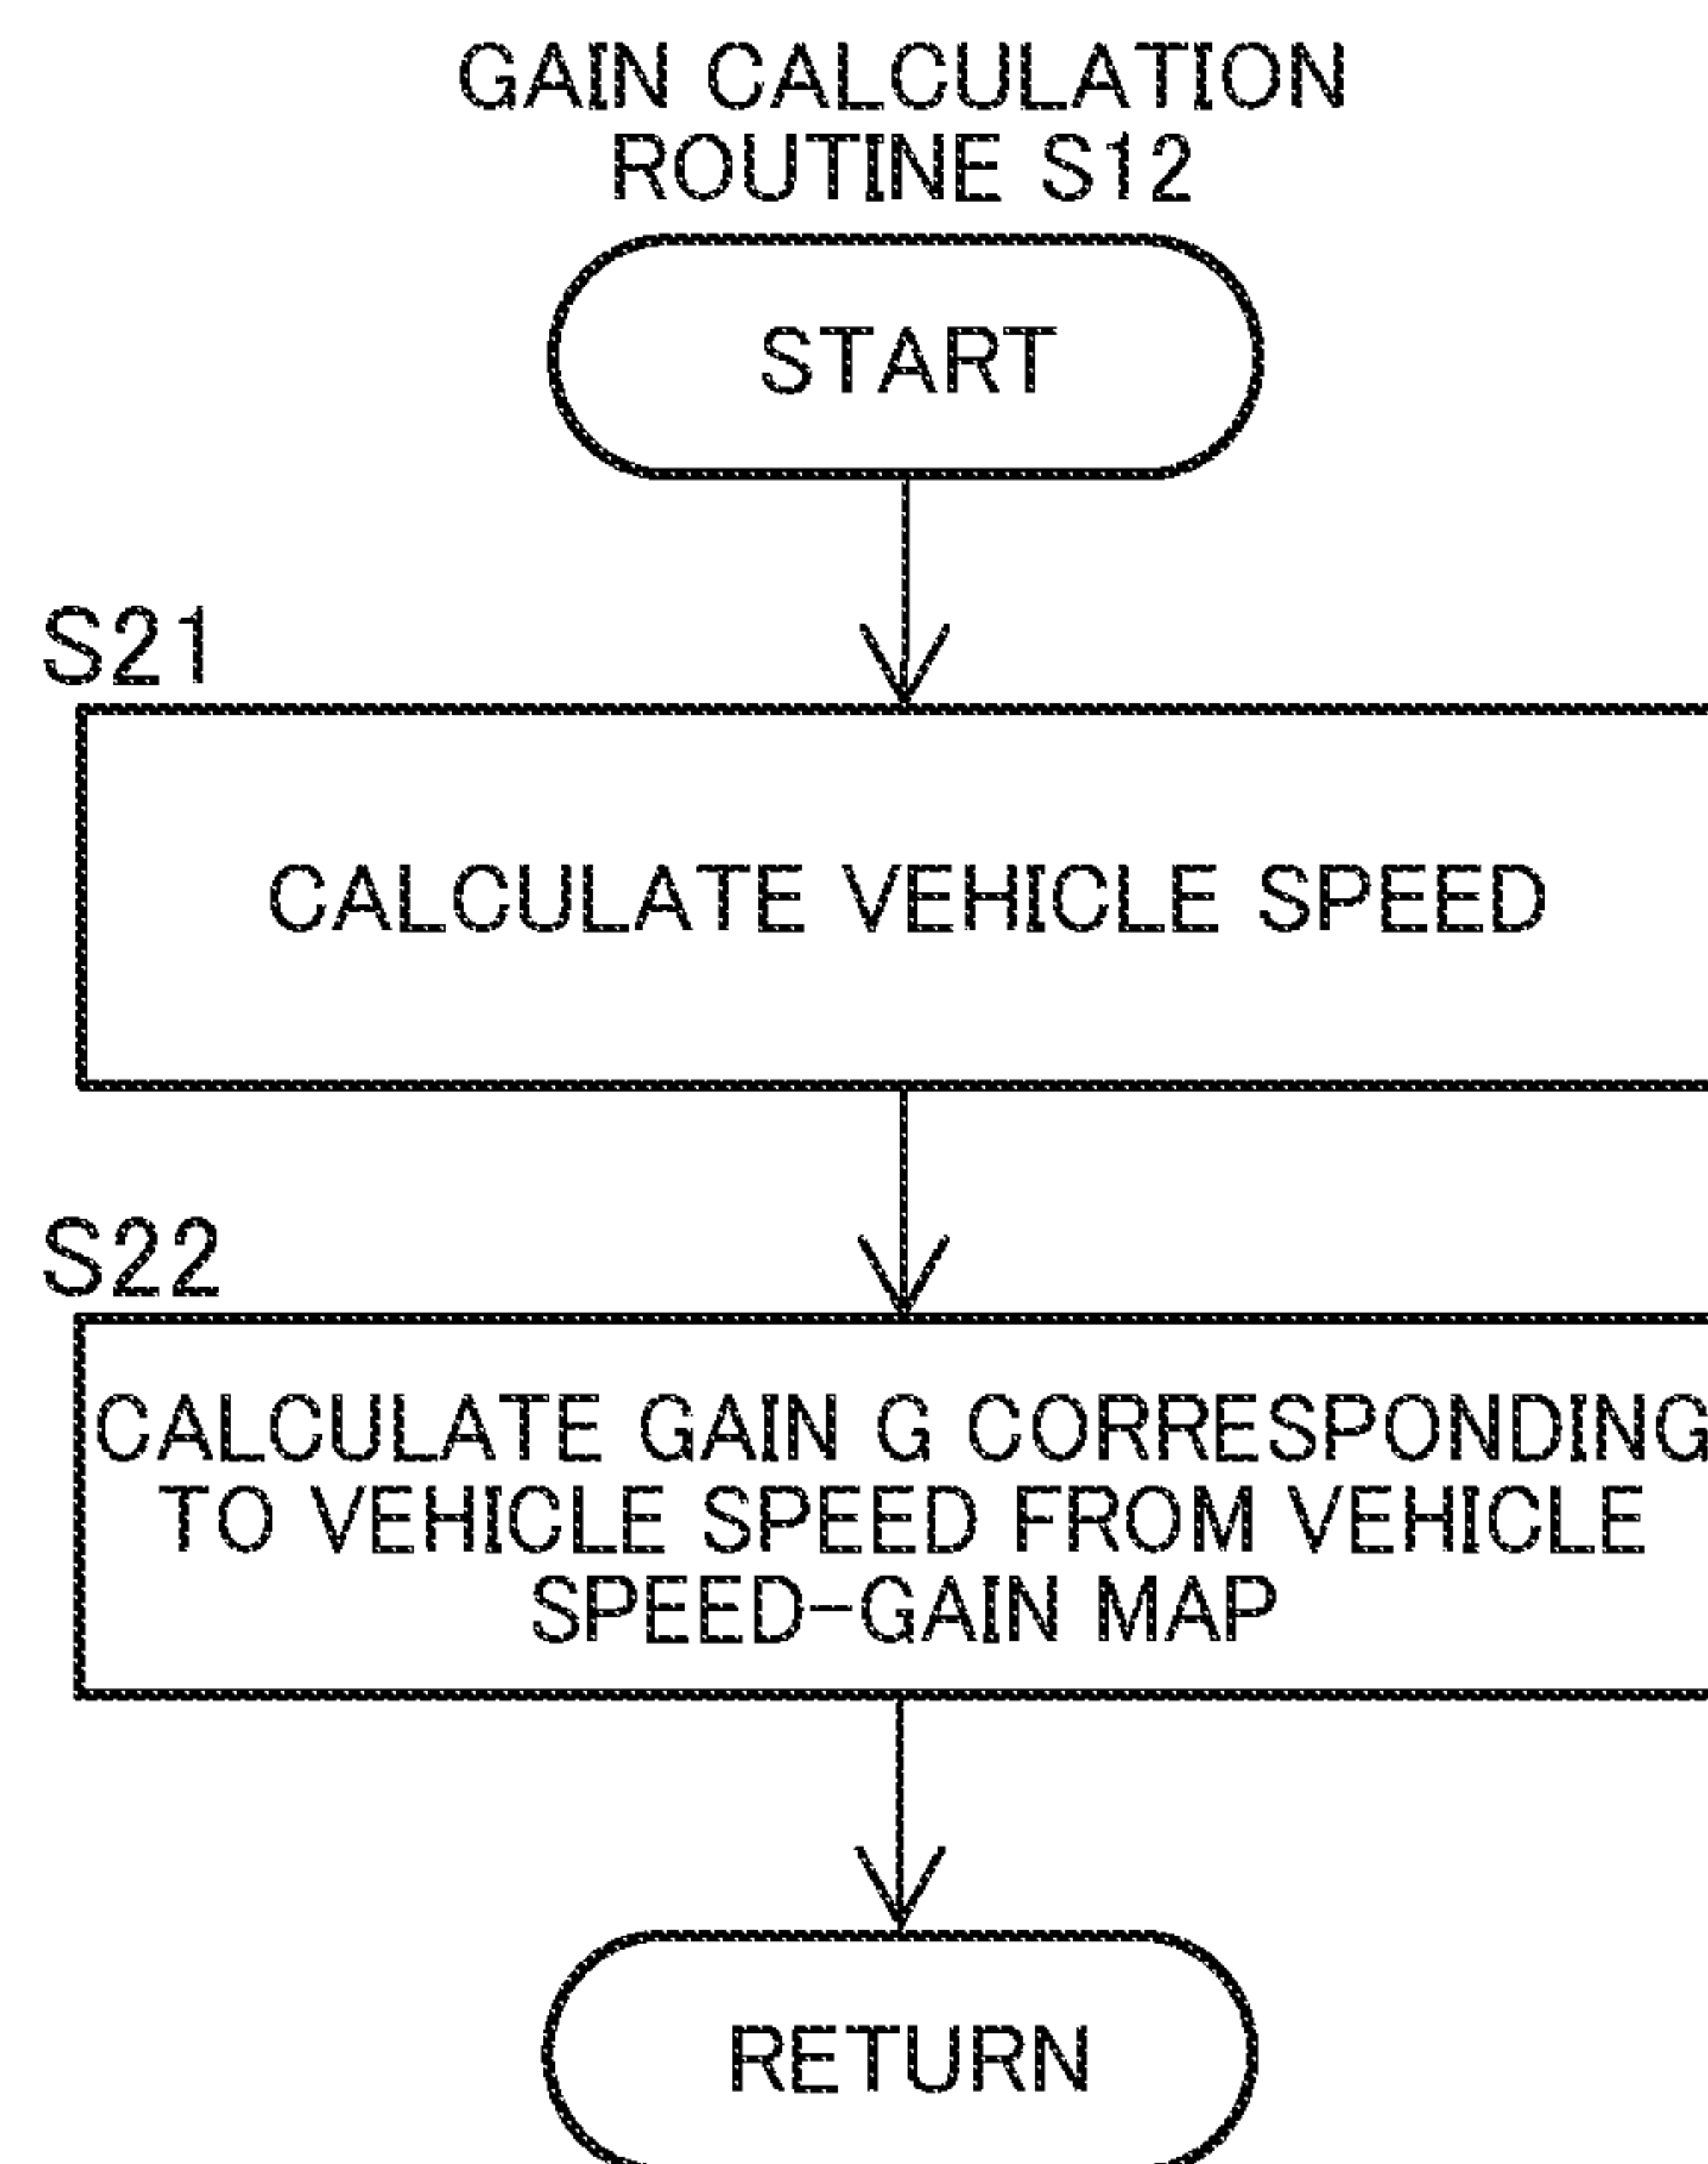 GAIN CALCULATION
ROUTINE S12
START
S21
CALCULATE VEHICLE SPEED
S22
CALCULATE GAIN G CORRESPONDING
TO VEHICLE SPEED FROM VEHICLE
SPEED-GAIN MAP
RETURN